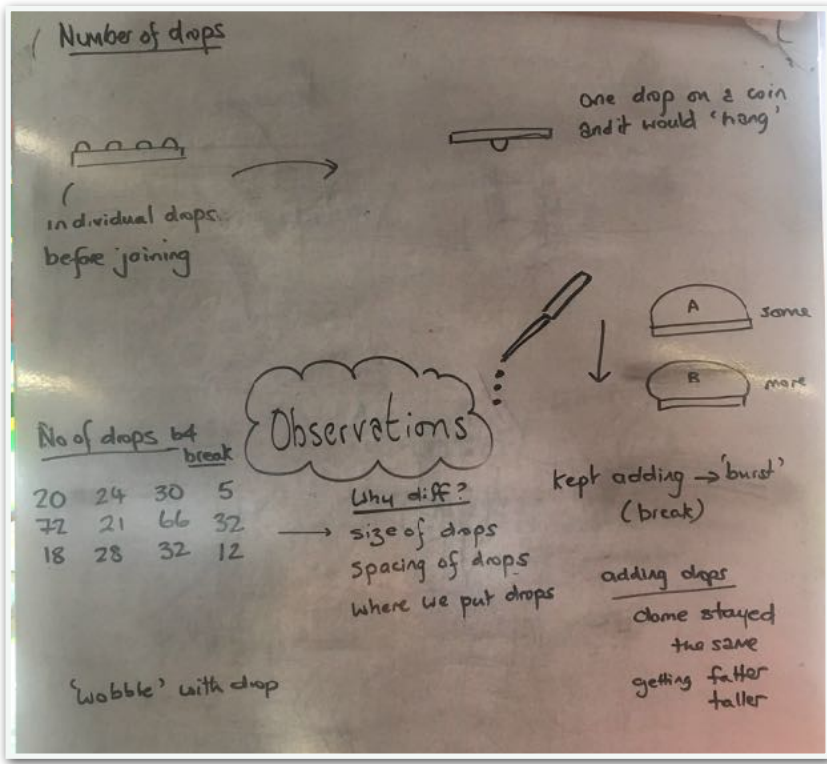 Number of drops
one drop on a coin
and it would 'hang'
individual drops
before joining
A some
B more
Observations
No of drops b4
break
20 24 30 5
72 21 66 32
18 28 32 12
Why diff?
size of drops
spacing of drops
where we put drops
kept adding → 'burst'
(break)
adding drops
dome stayed
the same
getting fatter
taller
'wobble' with drop